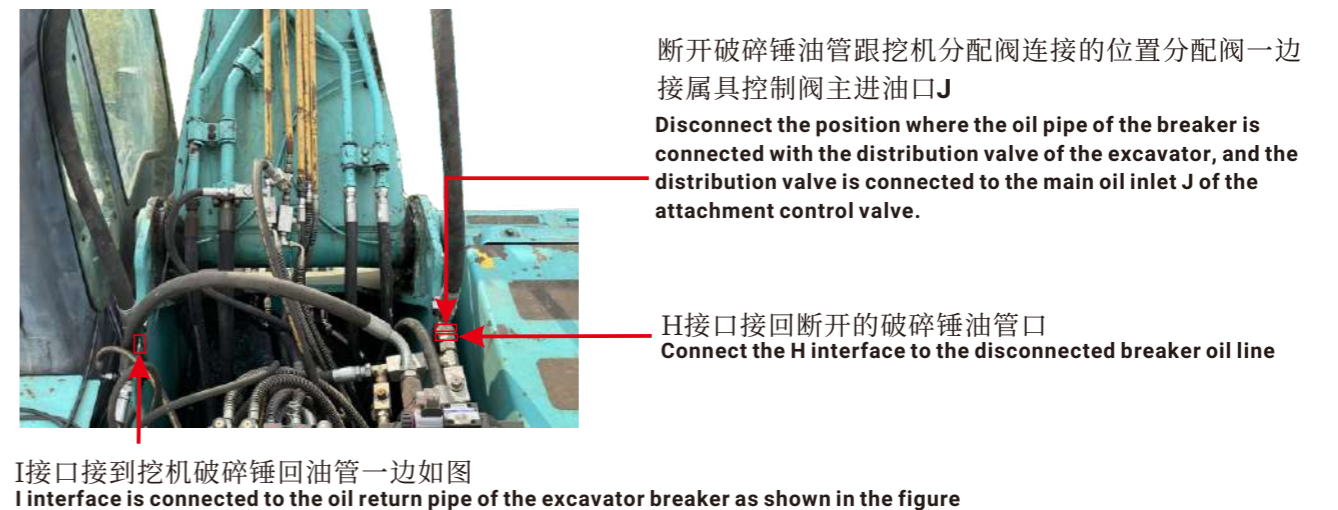 断开破碎锤油管跟挖机分配阀连接的位置分配阀一边
接属具控制阀主进油口J
Disconnect the position where the oil pipe of the breaker is
connected with the distribution valve of the excavator, and the
distribution valve is connected to the main oil inlet J of the
attachment control valve.
H接口接回断开的破碎锤油管口
Connect the H interface to the disconnected breaker oil line
I接口接到挖机破碎锤回油管一边如图
I interface is connected to the oil return pipe of the excavator breaker as shown in the figure